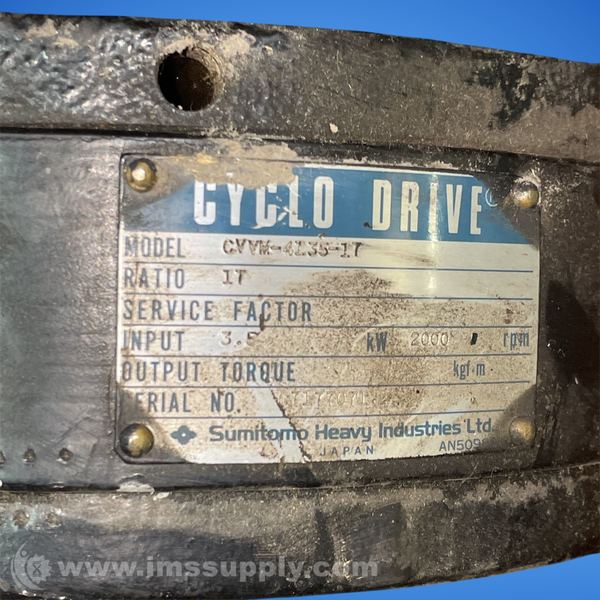 CYCLO DRIVE
MODEL CVVM-4135-17
RATIO 17
SERVICE FACTOR
INPUT 3.5 kW 2000 rpm
OUTPUT TORQUE kgf·m
SERIAL NO.
Sumitomo Heavy Industries Ltd.
JAPAN
www.imssupply.com